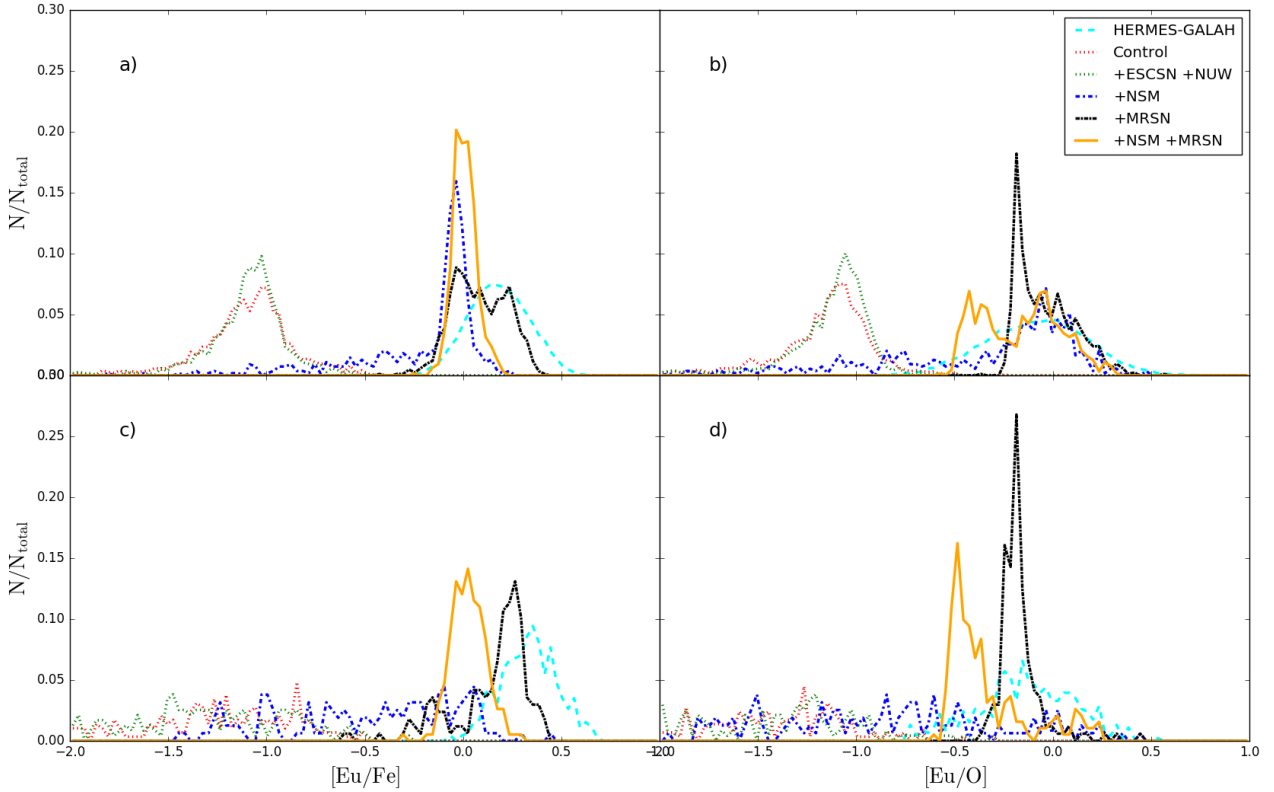 0.30
0.25
0.20
0.15
0.10
0.05
0.00
N/N_total
a)
b)
HERMES-GALAH
Control
+ESCSN +NUW
+NSM
+MRSN
+NSM +MRSN
0.30
0.25
0.20
0.15
0.10
0.05
0.00
N/N_total
c)
d)
−2.0 −1.5 −1.0 −0.5 0.0 0.5 1.0
−2.0 −1.5 −1.0 −0.5 0.0 0.5 1.0
[Eu/Fe]
[Eu/O]